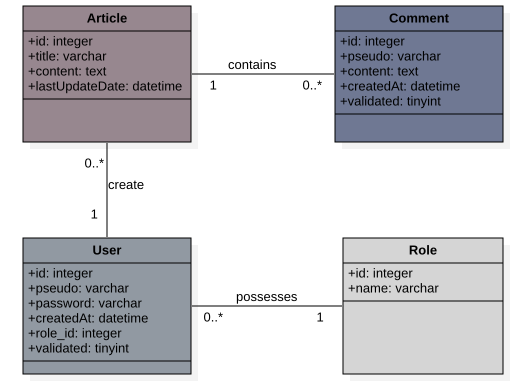 Article
+id: integer
+title: varchar
+content: text
+lastUpdateDate: datetime
contains
1
0..*
Comment
+id: integer
+pseudo: varchar
+content: text
+createdAt: datetime
+validated: tinyint
0..*
create
1
User
+id: integer
+pseudo: varchar
+password: varchar
+createdAt: datetime
+role_id: integer
+validated: tinyint
possesses
0..*
1
Role
+id: integer
+name: varchar